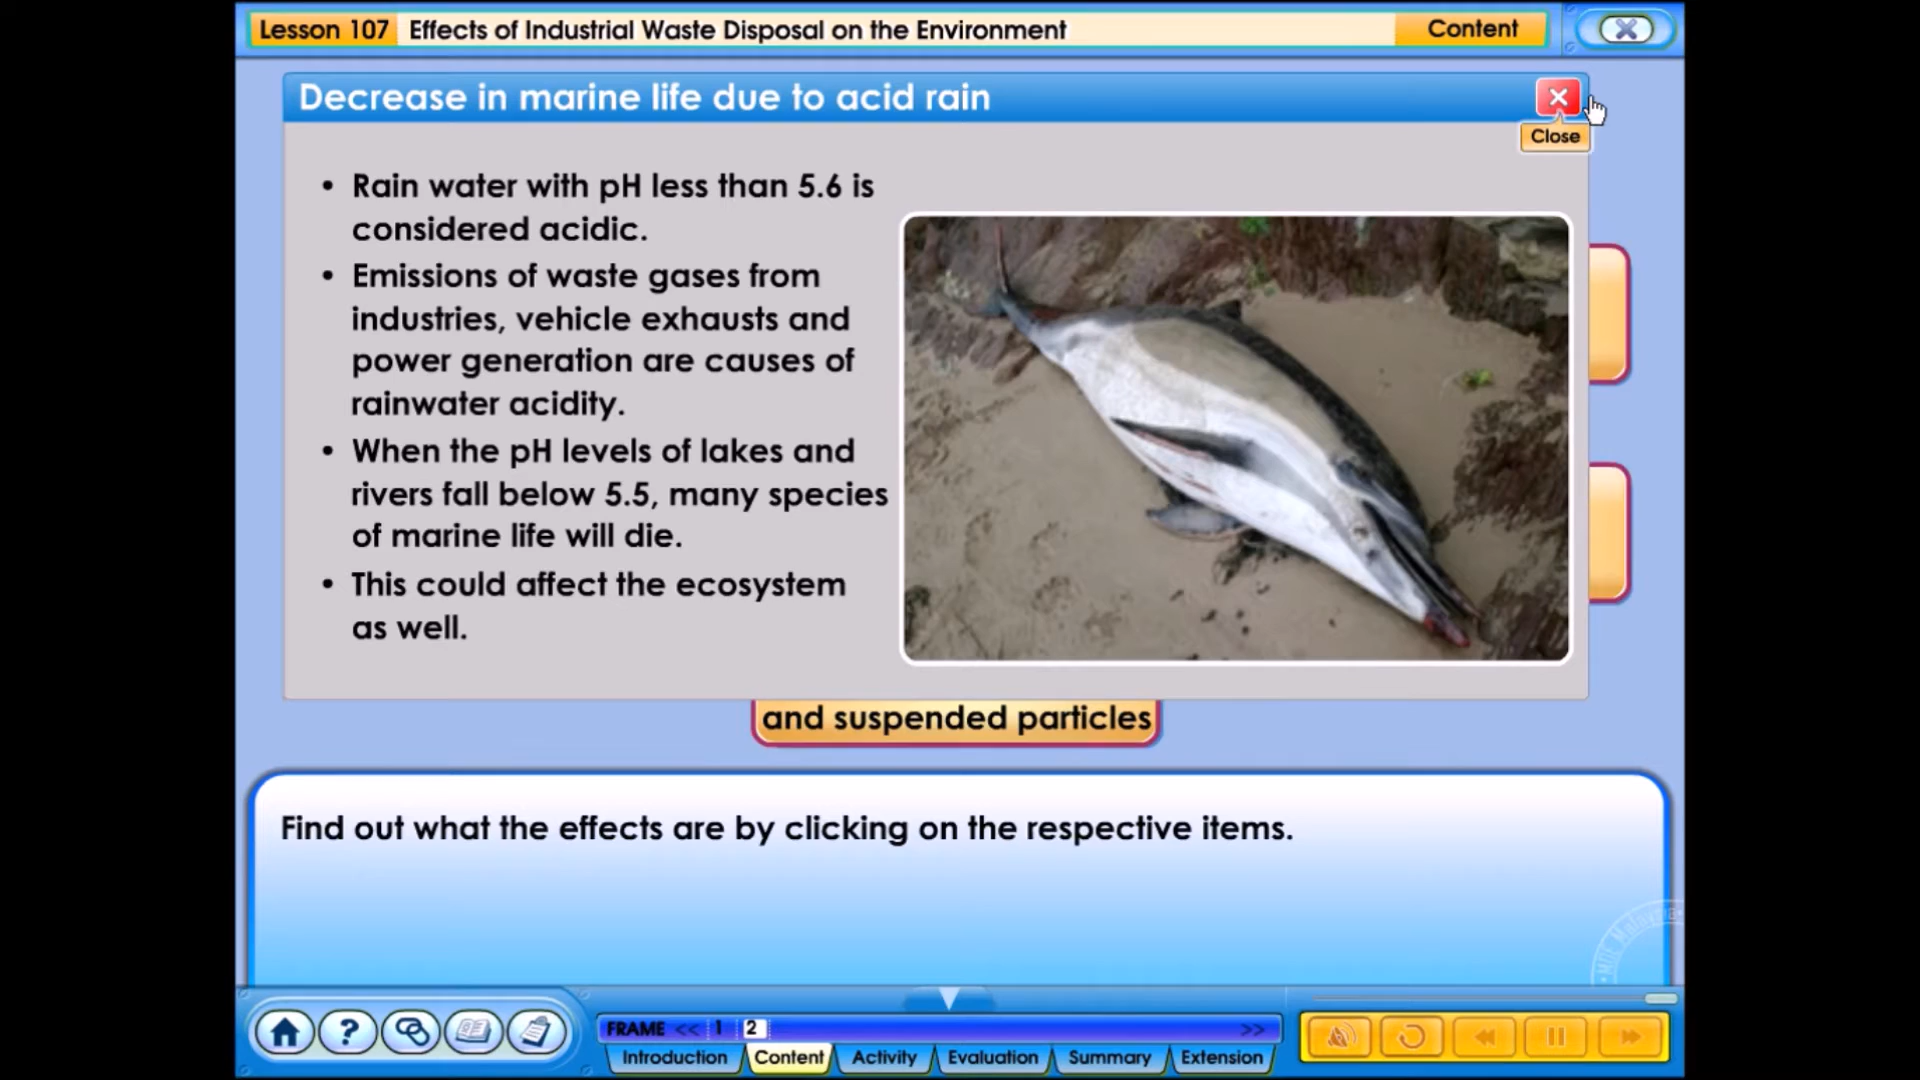 Lesson 107 Effects of Industrial Waste Disposal on the Environment Content
Decrease in marine life due to acid rain
Close
• Rain water with pH less than 5.6 is
considered acidic.
• Emissions of waste gases from
industries, vehicle exhausts and
power generation are causes of
rainwater acidity.
• When the pH levels of lakes and
rivers fall below 5.5, many species
of marine life will die.
• This could affect the ecosystem
as well.
and suspended particles
Find out what the effects are by clicking on the respective items.
MOE Malaysia
FRAME << 1 2 >>
Introduction Content Activity Evaluation Summary Extension